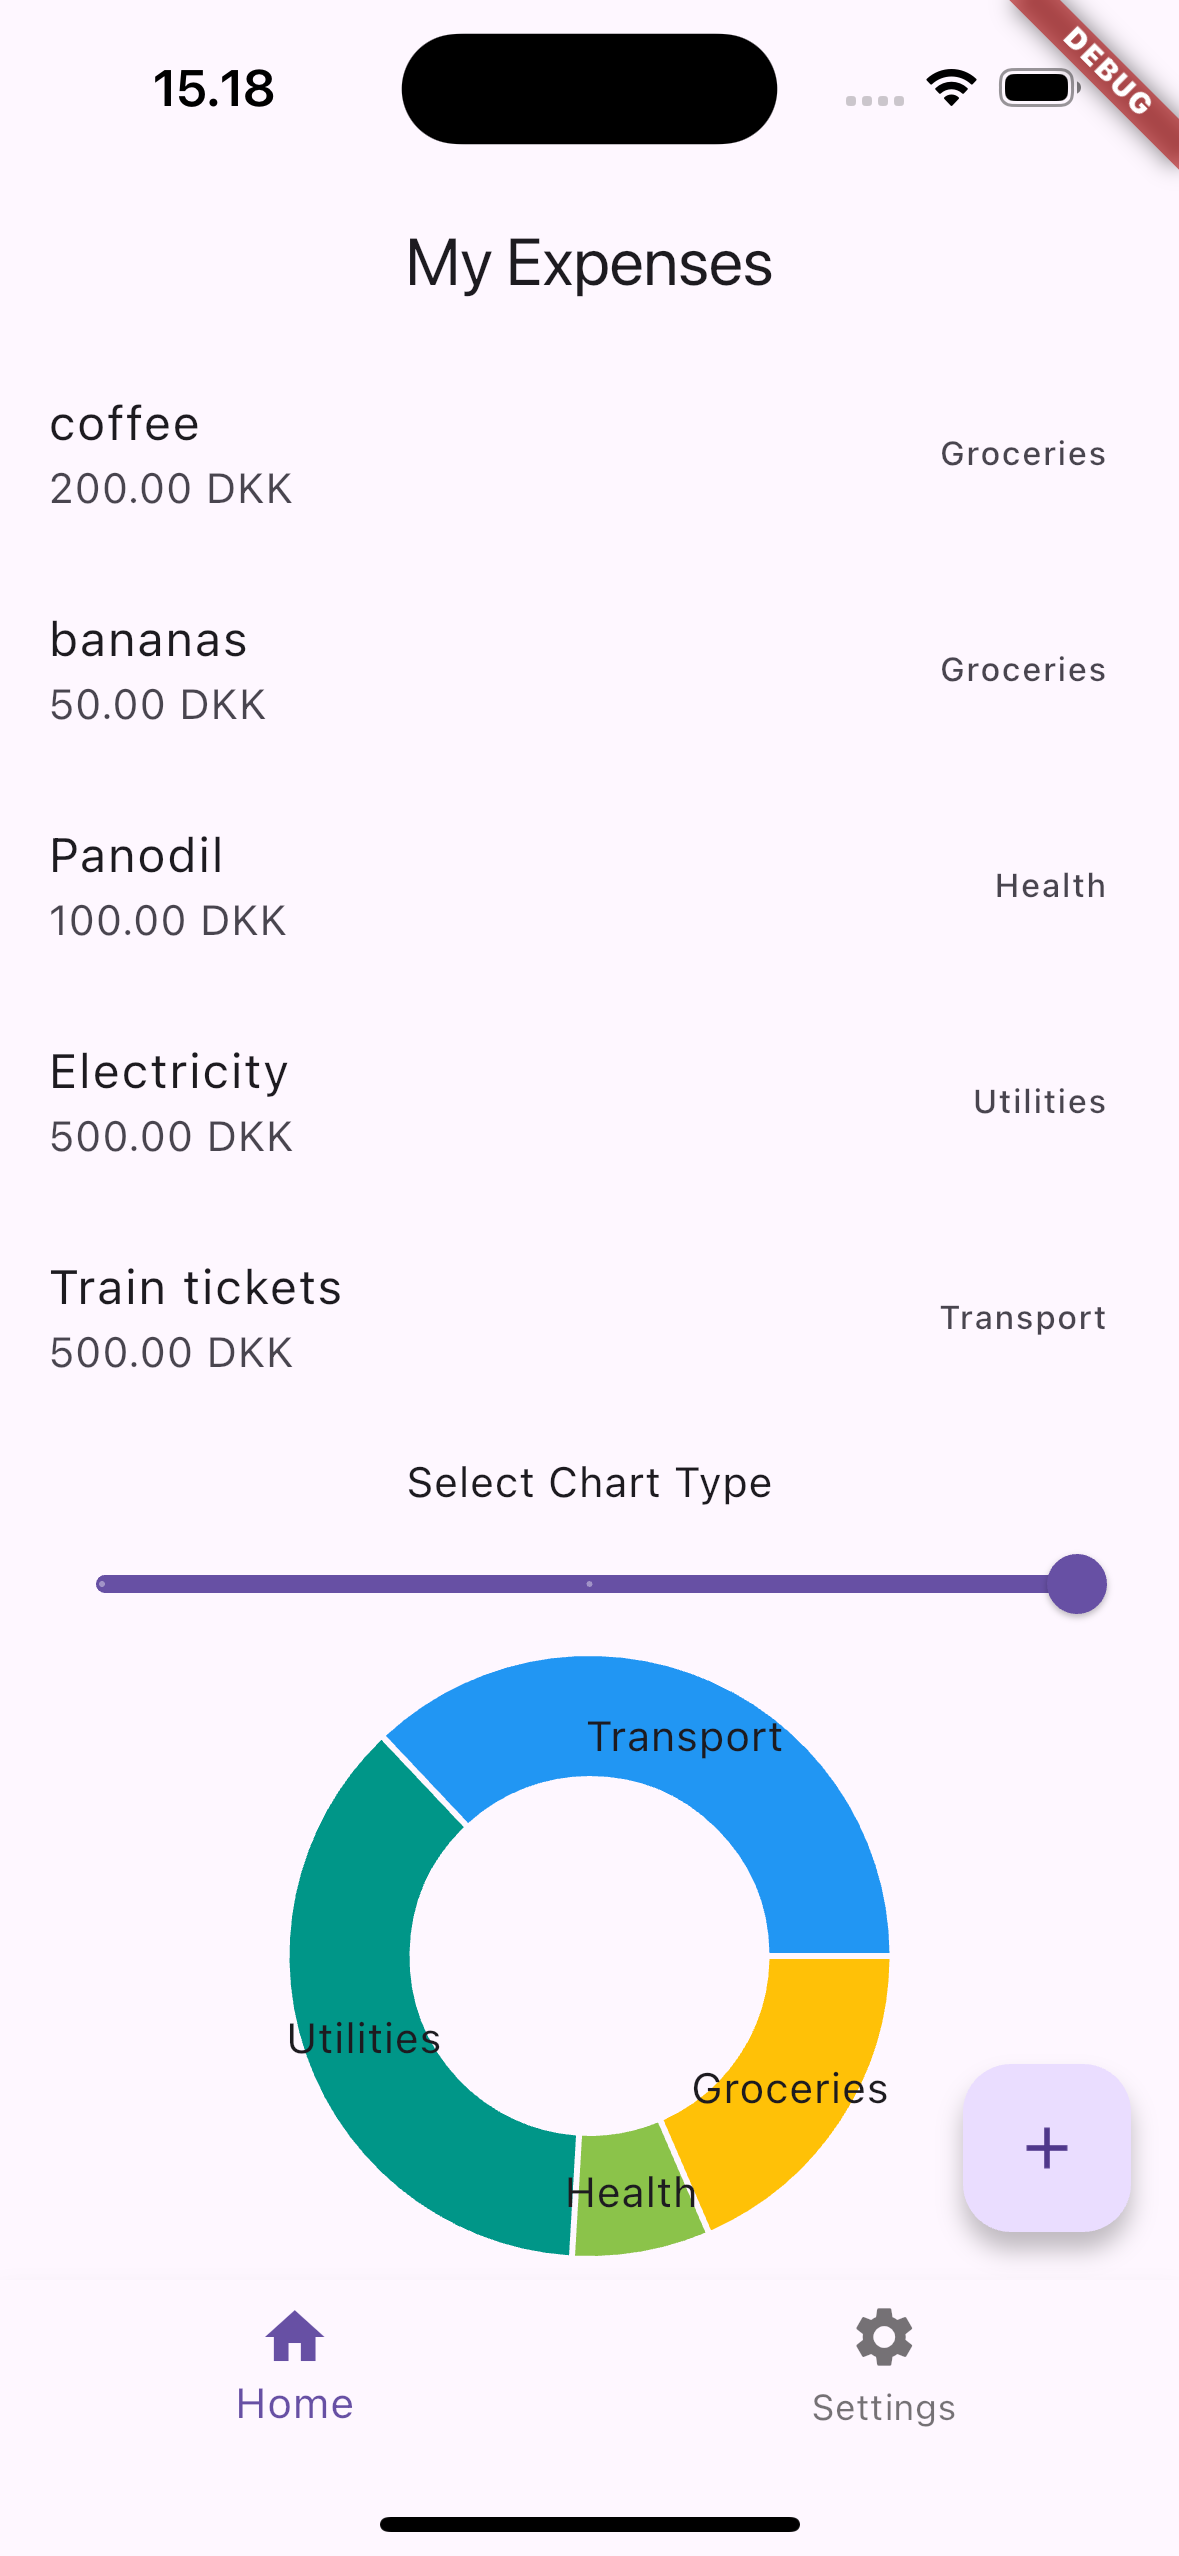 15.18
DEBUG
My Expenses
coffee
200.00 DKK
Groceries
bananas
50.00 DKK
Groceries
Panodil
100.00 DKK
Health
Electricity
500.00 DKK
Utilities
Train tickets
500.00 DKK
Transport
Select Chart Type
Transport
Utilities
Groceries
Health
Home
Settings